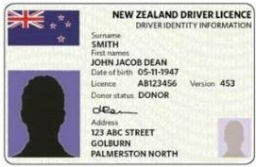 NEW ZEALAND DRIVER LICENCE
DRIVER IDENTITY INFORMATION
Surname
SMITH
First names
JOHN JACOB DEAN
Date of birth 05-11-1947
Licence AB123456 Version 453
Donor status DONOR
Address
123 ABC STREET
GOLBURN
PALMERSTON NORTH